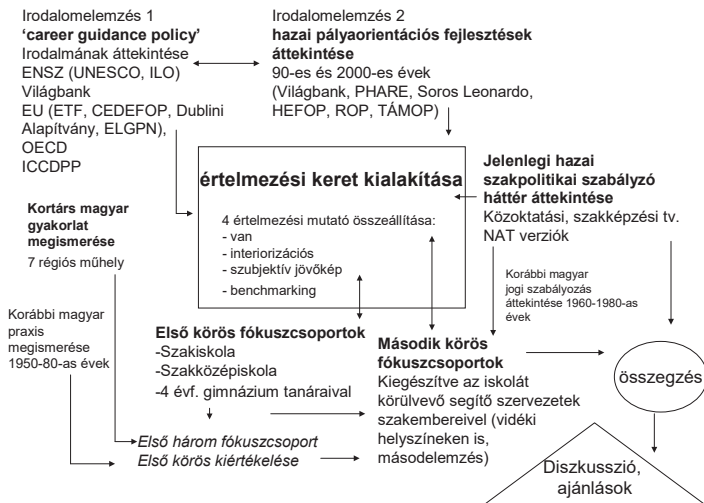 Irodalomelemzés 1
'career guidance policy'
Irodalmának áttekintése
ENSZ (UNESCO, ILO)
Világbank
EU (ETF, CEDEFOP, Dublini
Alapítvány, ELGPN),
OECD
ICCDPP
Irodalomelemzés 2
hazai pályaorientációs fejlesztések
áttekintése
90-es és 2000-es évek
(Világbank, PHARE, Soros Leonardo,
HEFOP, ROP, TÁMOP)
értelmezési keret kialakítása
4 értelmezési mutató összeállítása:
- van
- interiorizációs
- szubjektív jövőkép
- benchmarking
Jelenlegi hazai
szakpolitikai szabályzó
háttér áttekintése
Közoktatási, szakképzési tv.
NAT verziók
Kortárs magyar
gyakorlat
megismerése
7 régiós műhely
Korábbi magyar
jogi szabályozás
áttekintése 1960-1980-as
évek
Korábbi magyar
praxis
megismerése
1950-80-as évek
Első körös fókuszcsoportok
-Szakiskola
-Szakközépiskola
-4 évf. gimnázium tanáraival
Második körös
fókuszcsoportok
Kiegészítve az iskolát
körülvevő segítő szervezetek
szakembereivel (vidéki
helyszíneken is,
másodelemzés)
összegzés
Első három fókuszcsoport
Első körös kiértékelése
Diszkusszió,
ajánlások